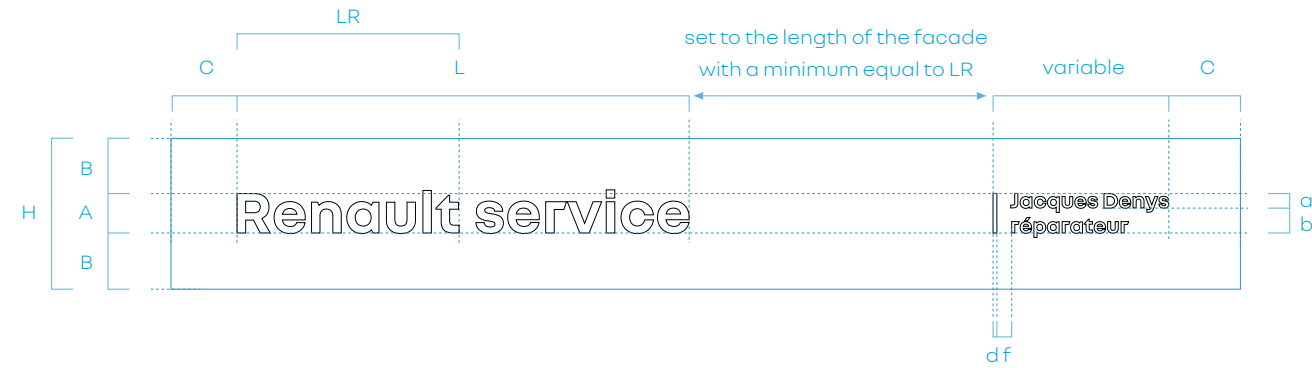 LR
set to the length of the facade
C
L
with a minimum equal to LR
variable
C
B
H
A
B
Renault service
Jacques Denys
réparateur
a
b
d f